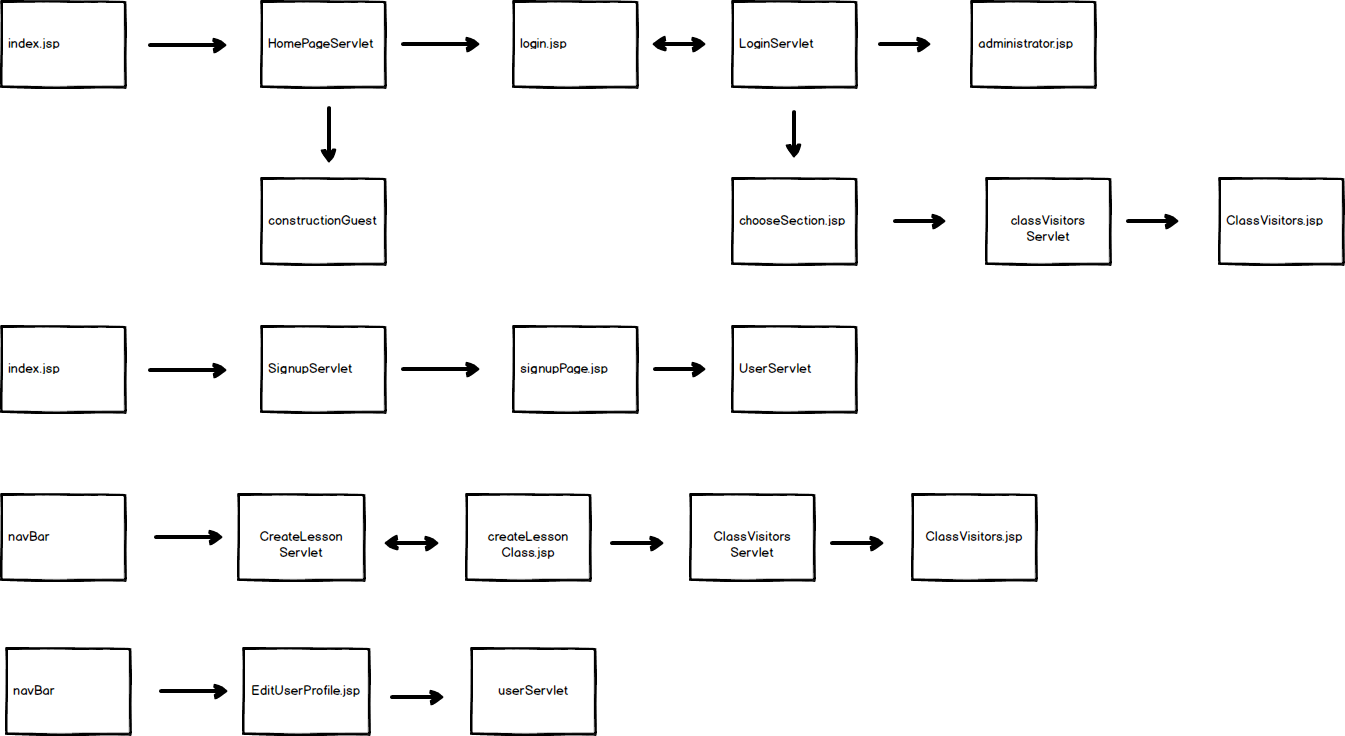 index.jsp
HomePageServlet
login.jsp
LoginServlet
administrator.jsp
constructionGuest
chooseSection.jsp
classVisitors
Servlet
ClassVisitors.jsp
index.jsp
SignupServlet
signupPage.jsp
UserServlet
navBar
CreateLesson
Servlet
createLesson
Class.jsp
ClassVisitors
Servlet
ClassVisitors.jsp
navBar
EditUserProfile.jsp
userServlet